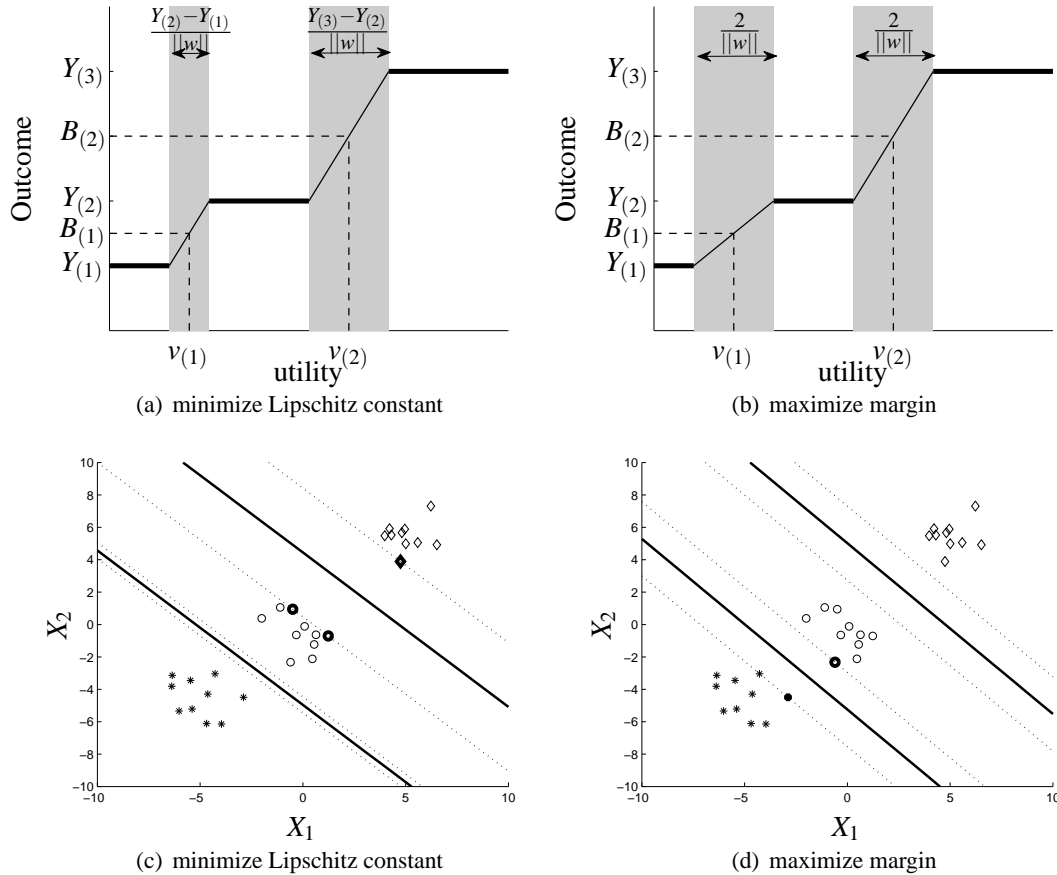 Y(2)−Y(1)
||w||
Y(3)−Y(2)
||w||
Outcome
Y(3)
B(2)
Y(2)
B(1)
Y(1)
v(1)
v(2)
utility
(a) minimize Lipschitz constant
2
||w||
2
||w||
Outcome
Y(3)
B(2)
Y(2)
B(1)
Y(1)
v(1)
v(2)
utility
(b) maximize margin
X2
10
8
6
4
2
0
−2
−4
−6
−8
−10
−10
−5
0
5
10
X1
(c) minimize Lipschitz constant
X2
10
8
6
4
2
0
−2
−4
−6
−8
−10
−10
−5
0
5
10
X1
(d) maximize margin